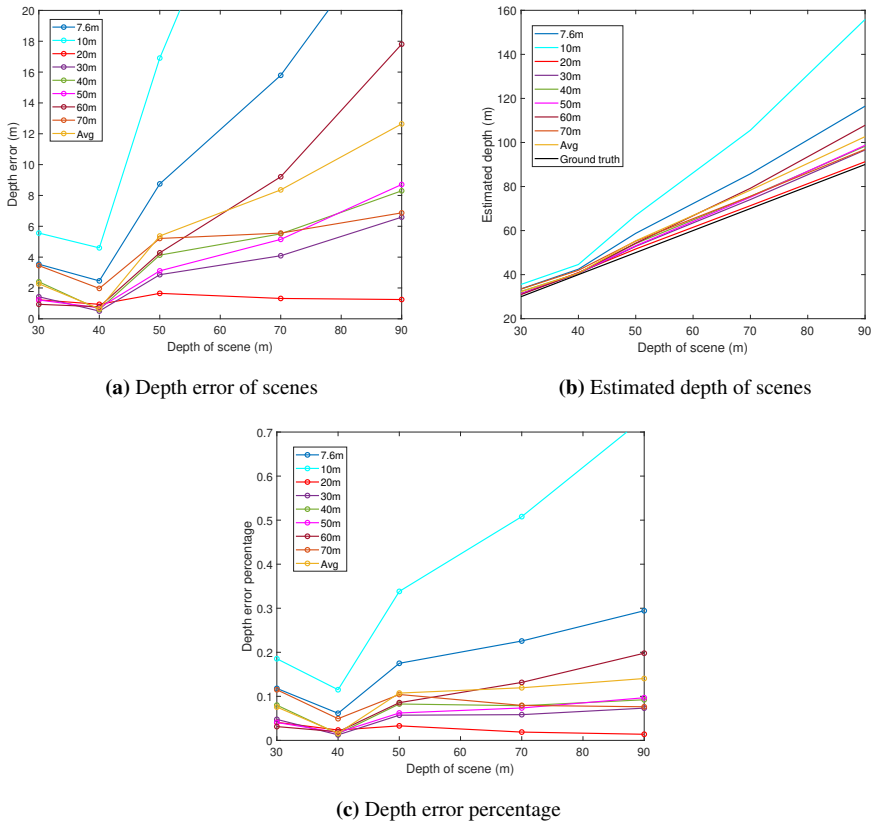 20
18
16
14
12
10
8
6
4
2
0
Depth error (m)
7.6m
10m
20m
30m
40m
50m
60m
70m
Avg
30 40 50 60 70 80 90
Depth of scene (m)
(a) Depth error of scenes
160
140
120
100
80
60
40
20
Estimated depth (m)
7.6m
10m
20m
30m
40m
50m
60m
70m
Avg
Ground truth
30 40 50 60 70 80 90
Depth of scene (m)
(b) Estimated depth of scenes
0.7
0.6
0.5
0.4
0.3
0.2
0.1
0
Depth error percentage
7.6m
10m
20m
30m
40m
50m
60m
70m
Avg
30 40 50 60 70 80 90
Depth of scene (m)
(c) Depth error percentage